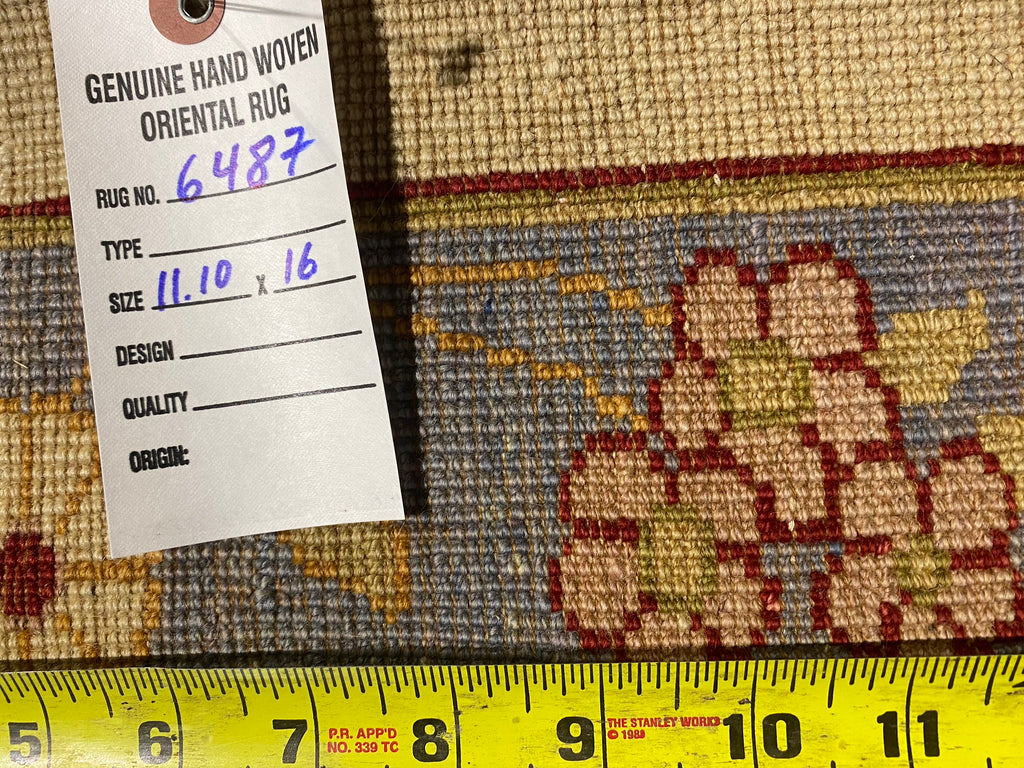 GENUINE HAND WOVEN
ORIENTAL RUG
RUG NO. 6487
TYPE
SIZE 11.10 X 16
DESIGN
QUALITY
ORIGIN:
5 6 7 P.R. APP'D 8 9 THE STANLEY WORKS 10 11
NO. 339 TC © 1989